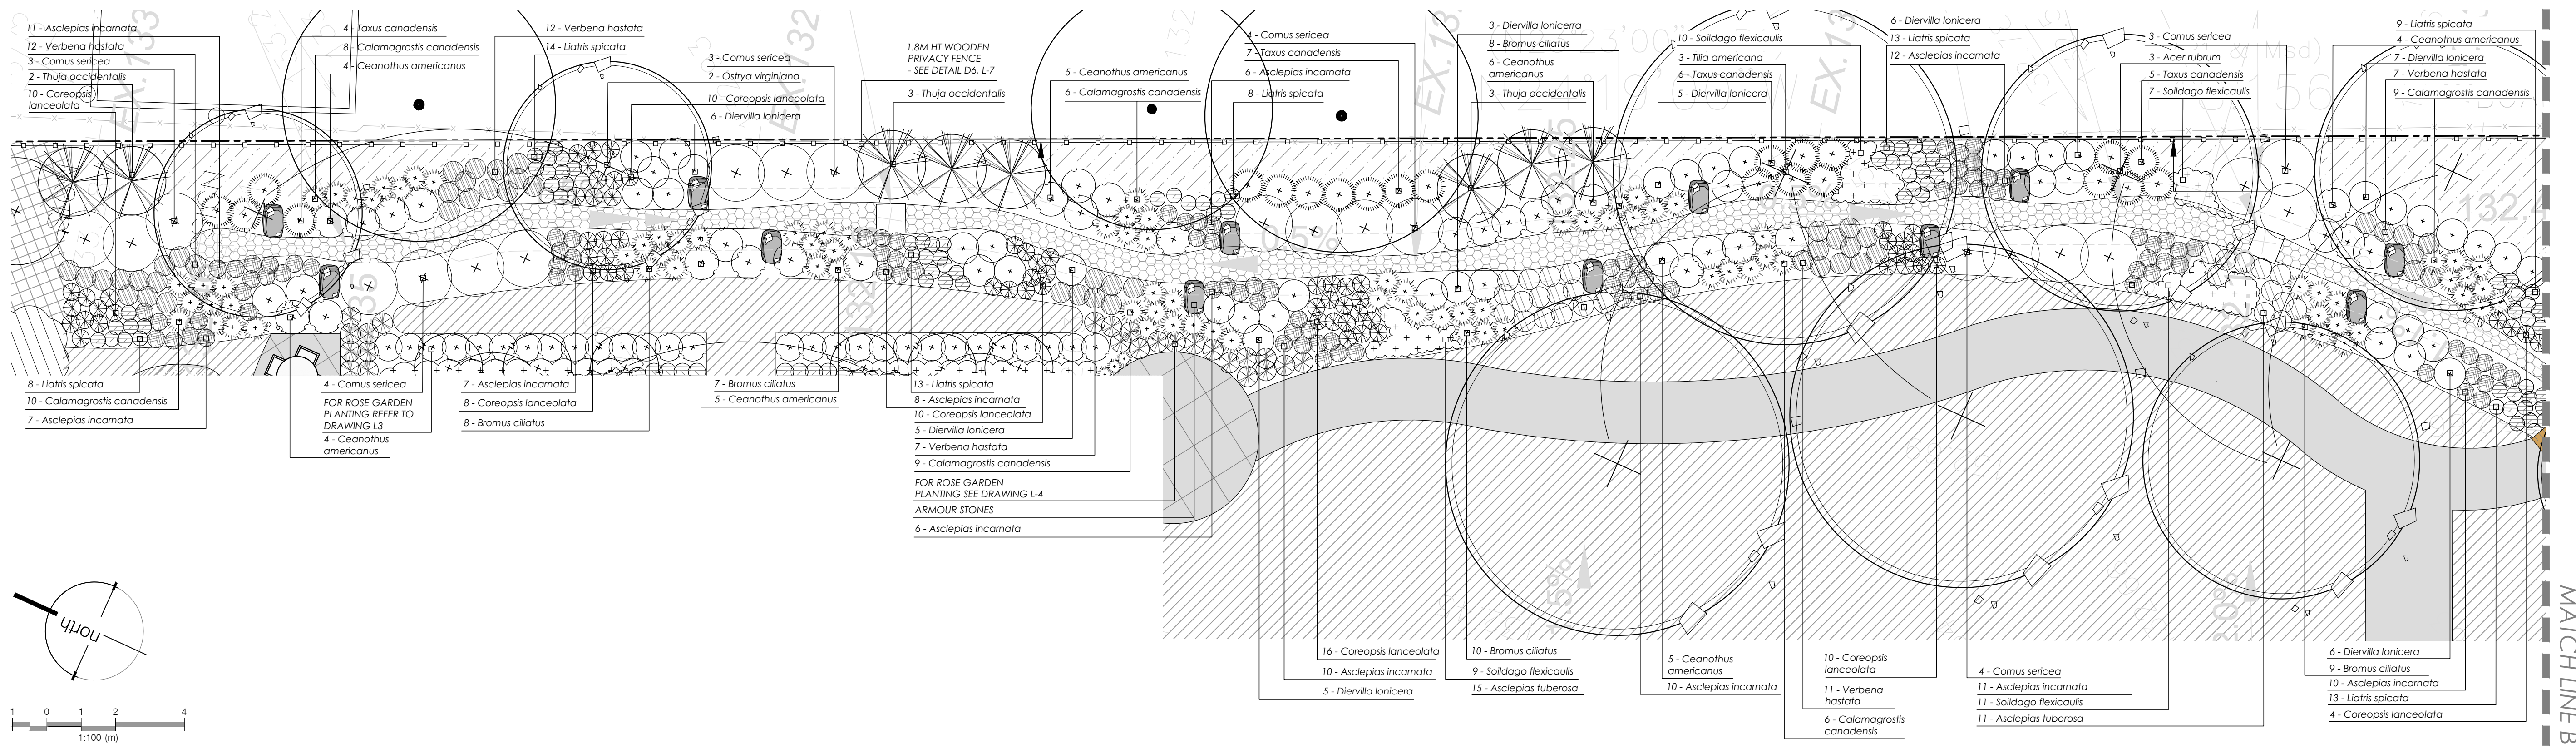 11 - Asclepias incarnata
12 - Verbena hastata
3 - Cornus sericea
2 - Thuja occidentalis
10 - Coreopsis
lanceolata
4 - Taxus canadensis
8 - Calamagrostis canadensis
4 - Ceanothus americanus
12 - Verbena hastata
14 - Liatris spicata
3 - Cornus sericea
2 - Ostrya virginiana
10 - Coreopsis lanceolata
6 - Diervilla lonicera
1.8M HT WOODEN
PRIVACY FENCE
- SEE DETAIL D6, L-7
3 - Thuja occidentalis
5 - Ceanothus americanus
6 - Calamagrostis canadensis
4 - Cornus sericea
7 - Taxus canadensis
6 - Asclepias incarnata
8 - Liatris spicata
3 - Diervilla lonicerra
8 - Bromus ciliatus
6 - Ceanothus
americanus
3 - Thuja occidentalis
10 - Soildago flexicaulis
3 - Tilia americana
6 - Taxus canadensis
5 - Diervilla lonicera
6 - Diervilla lonicera
13 - Liatris spicata
12 - Asclepias incarnata
3 - Cornus sericea
3 - Acer rubrum
5 - Taxus canadensis
7 - Soildago flexicaulis
9 - Liatris spicata
4 - Ceanothus americanus
7 - Diervilla lonicera
7 - Verbena hastata
9 - Calamagrostis canadensis
EX.133
EX.132
132
EX.13
EX.13
8 - Liatris spicata
10 - Calamagrostis canadensis
7 - Asclepias incarnata
4 - Cornus sericea
FOR ROSE GARDEN
PLANTING REFER TO
DRAWING L3
4 - Ceanothus
americanus
7 - Asclepias incarnata
8 - Coreopsis lanceolata
8 - Bromus ciliatus
7 - Bromus ciliatus
5 - Ceanothus americanus
13 - Liatris spicata
8 - Asclepias incarnata
10 - Coreopsis lanceolata
5 - Diervilla lonicera
7 - Verbena hastata
9 - Calamagrostis canadensis
FOR ROSE GARDEN
PLANTING SEE DRAWING L-4
ARMOUR STONES
6 - Asclepias incarnata
16 - Coreopsis lanceolata
10 - Asclepias incarnata
5 - Diervilla lonicera
10 - Bromus ciliatus
9 - Soildago flexicaulis
15 - Asclepias tuberosa
5 - Ceanothus
americanus
10 - Asclepias incarnata
10 - Coreopsis
lanceolata
11 - Verbena
hastata
6 - Calamagrostis
canadensis
4 - Cornus sericea
11 - Asclepias incarnata
11 - Soildago flexicaulis
11 - Asclepias tuberosa
6 - Diervilla lonicera
9 - Bromus ciliatus
10 - Asclepias incarnata
13 - Liatris spicata
4 - Coreopsis lanceolata
MATCH LINE B
north
1 0 1 2 4
1:100 (m)